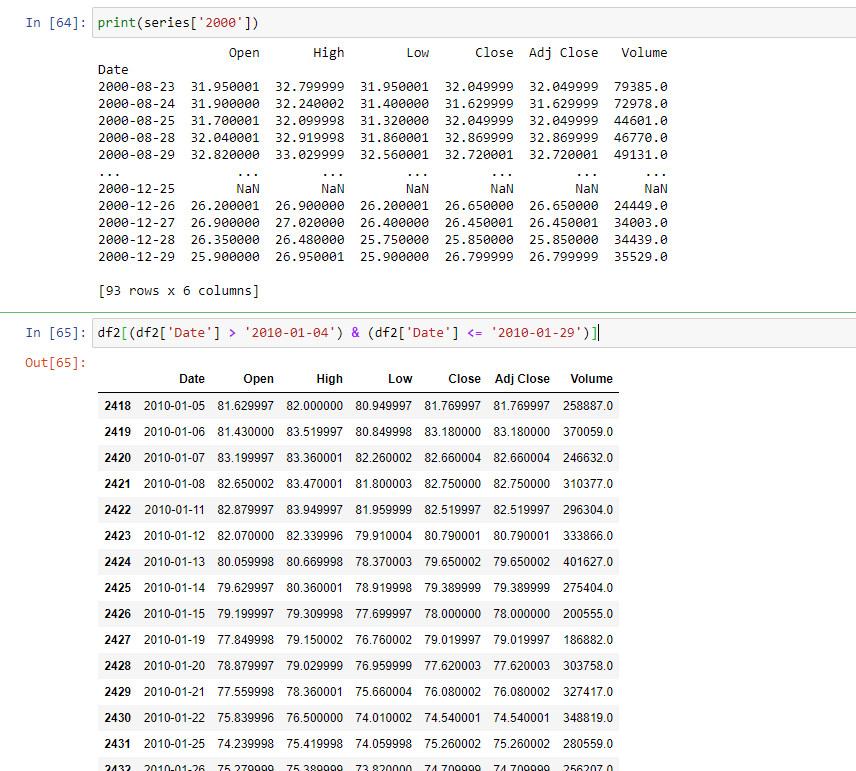 In [64]: print(series['2000'])
Open High Low Close Adj Close Volume
Date
2000-08-23 31.950001 32.799999 31.950001 32.049999 32.049999 79385.0
2000-08-24 31.900000 32.240002 31.400000 31.629999 31.629999 72978.0
2000-08-25 31.700001 32.099998 31.320000 32.049999 32.049999 44601.0
2000-08-28 32.040001 32.919998 31.860001 32.869999 32.869999 46770.0
2000-08-29 32.820000 33.029999 32.560001 32.720001 32.720001 49131.0
... ... ... ... ... ... ...
2000-12-25 NaN NaN NaN NaN NaN NaN
2000-12-26 26.200001 26.900000 26.200001 26.650000 26.650000 24449.0
2000-12-27 26.900000 27.020000 26.400000 26.450001 26.450001 34003.0
2000-12-28 26.350000 26.480000 25.750000 25.850000 25.850000 34439.0
2000-12-29 25.900000 26.950001 25.900000 26.799999 26.799999 35529.0
[93 rows x 6 columns]
In [65]: df2[(df2['Date'] > '2010-01-04') & (df2['Date'] <= '2010-01-29')]
Out[65]:
Date Open High Low Close Adj Close Volume
2418 2010-01-05 81.629997 82.000000 80.949997 81.769997 81.769997 258887.0
2419 2010-01-06 81.430000 83.519997 80.849998 83.180000 83.180000 370059.0
2420 2010-01-07 83.199997 83.360001 82.260002 82.660004 82.660004 246632.0
2421 2010-01-08 82.650002 83.470001 81.800003 82.750000 82.750000 310377.0
2422 2010-01-11 82.879997 83.949997 81.959999 82.519997 82.519997 296304.0
2423 2010-01-12 82.070000 82.339996 79.910004 80.790001 80.790001 333866.0
2424 2010-01-13 80.059998 80.669998 78.370003 79.650002 79.650002 401627.0
2425 2010-01-14 79.629997 80.360001 78.919998 79.389999 79.389999 275404.0
2426 2010-01-15 79.199997 79.309998 77.699997 78.000000 78.000000 200555.0
2427 2010-01-19 77.849998 79.150002 76.760002 79.019997 79.019997 186882.0
2428 2010-01-20 78.879997 79.029999 76.959999 77.620003 77.620003 303758.0
2429 2010-01-21 77.559998 78.360001 75.660004 76.080002 76.080002 327417.0
2430 2010-01-22 75.839996 76.500000 74.010002 74.540001 74.540001 348819.0
2431 2010-01-25 74.239998 75.419998 74.059998 75.260002 75.260002 280559.0
2432 2010-01-26 75.279999 75.389999 73.820000 74.709999 74.709999 256207.0